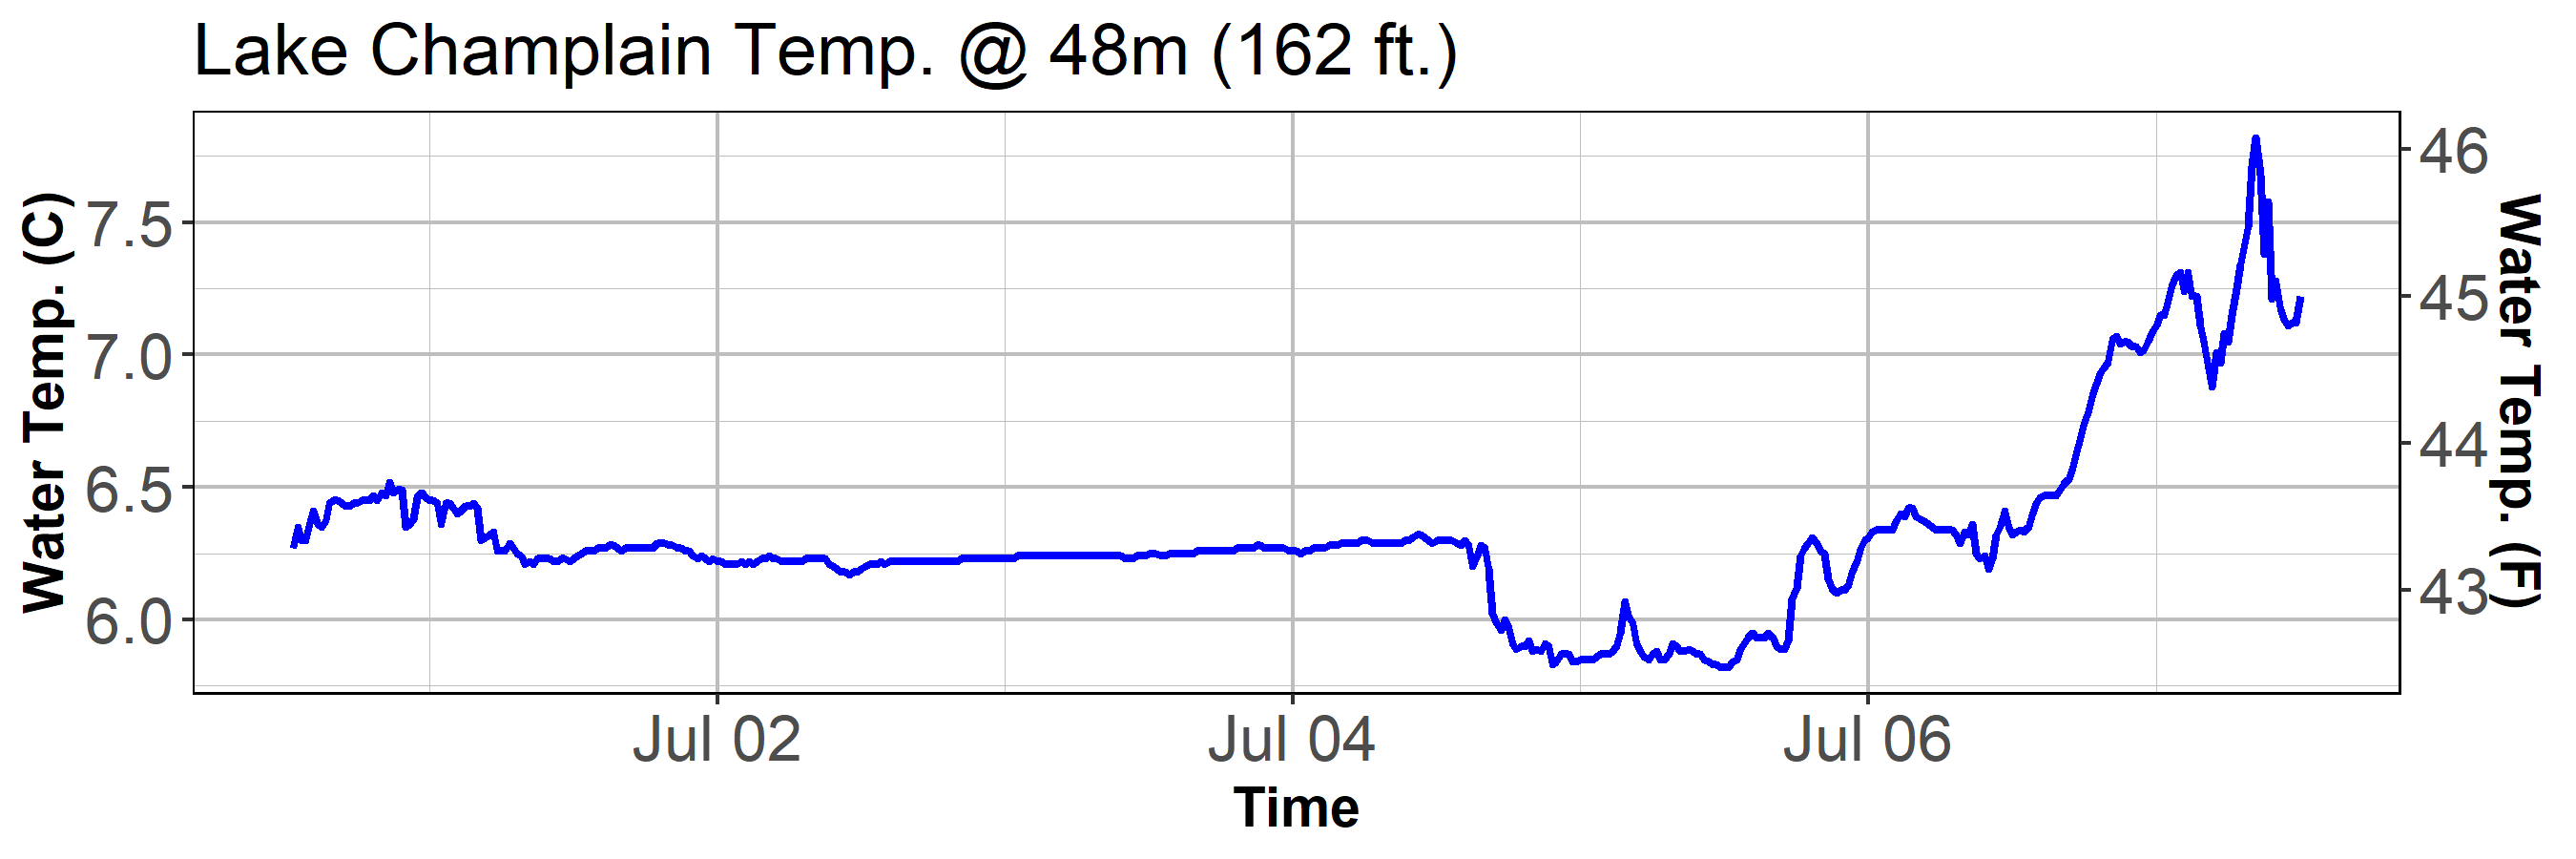 Lake Champlain Temp. @ 48m (162 ft.)
Water Temp. (C)
7.5
7.0
6.5
6.0
46
45
44
43
Water Temp. (F)
Jul 02
Jul 04
Jul 06
Time